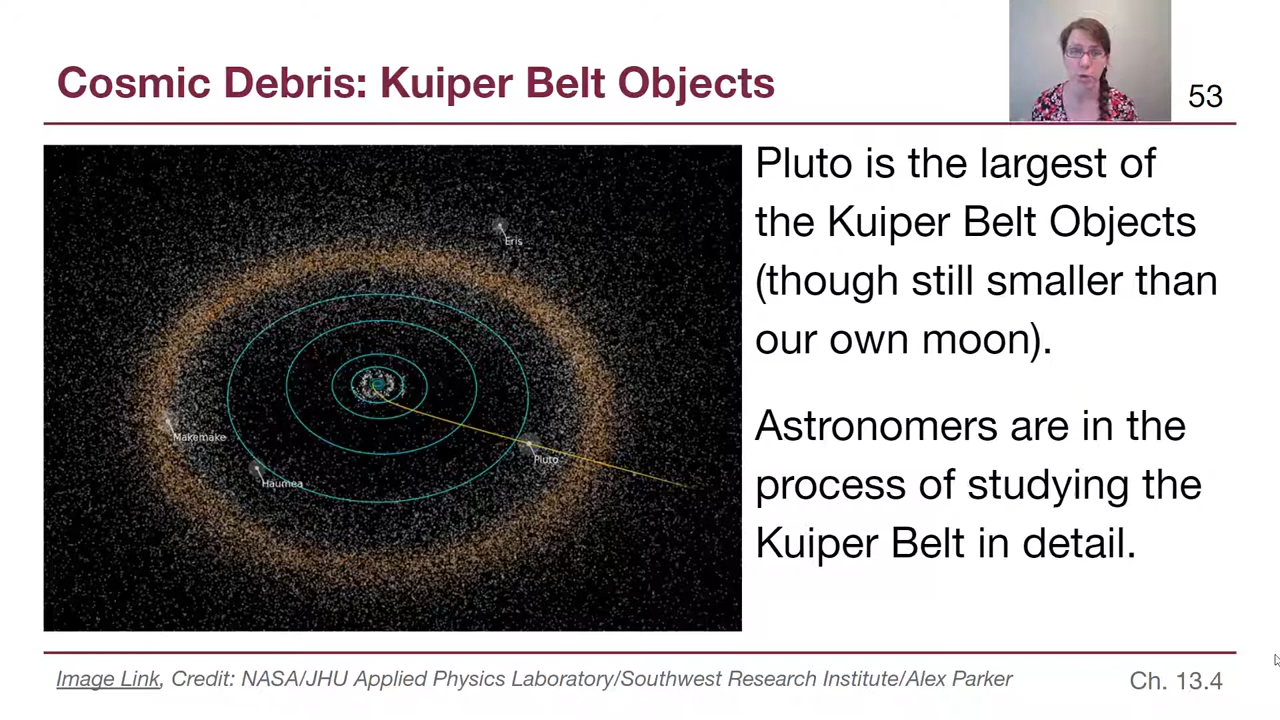 Cosmic Debris: Kuiper Belt Objects
53
Eris
Makemake
Haumea
Pluto
Pluto is the largest of
the Kuiper Belt Objects
(though still smaller than
our own moon).
Astronomers are in the
process of studying the
Kuiper Belt in detail.
Image Link, Credit: NASA/JHU Applied Physics Laboratory/Southwest Research Institute/Alex Parker
Ch. 13.4